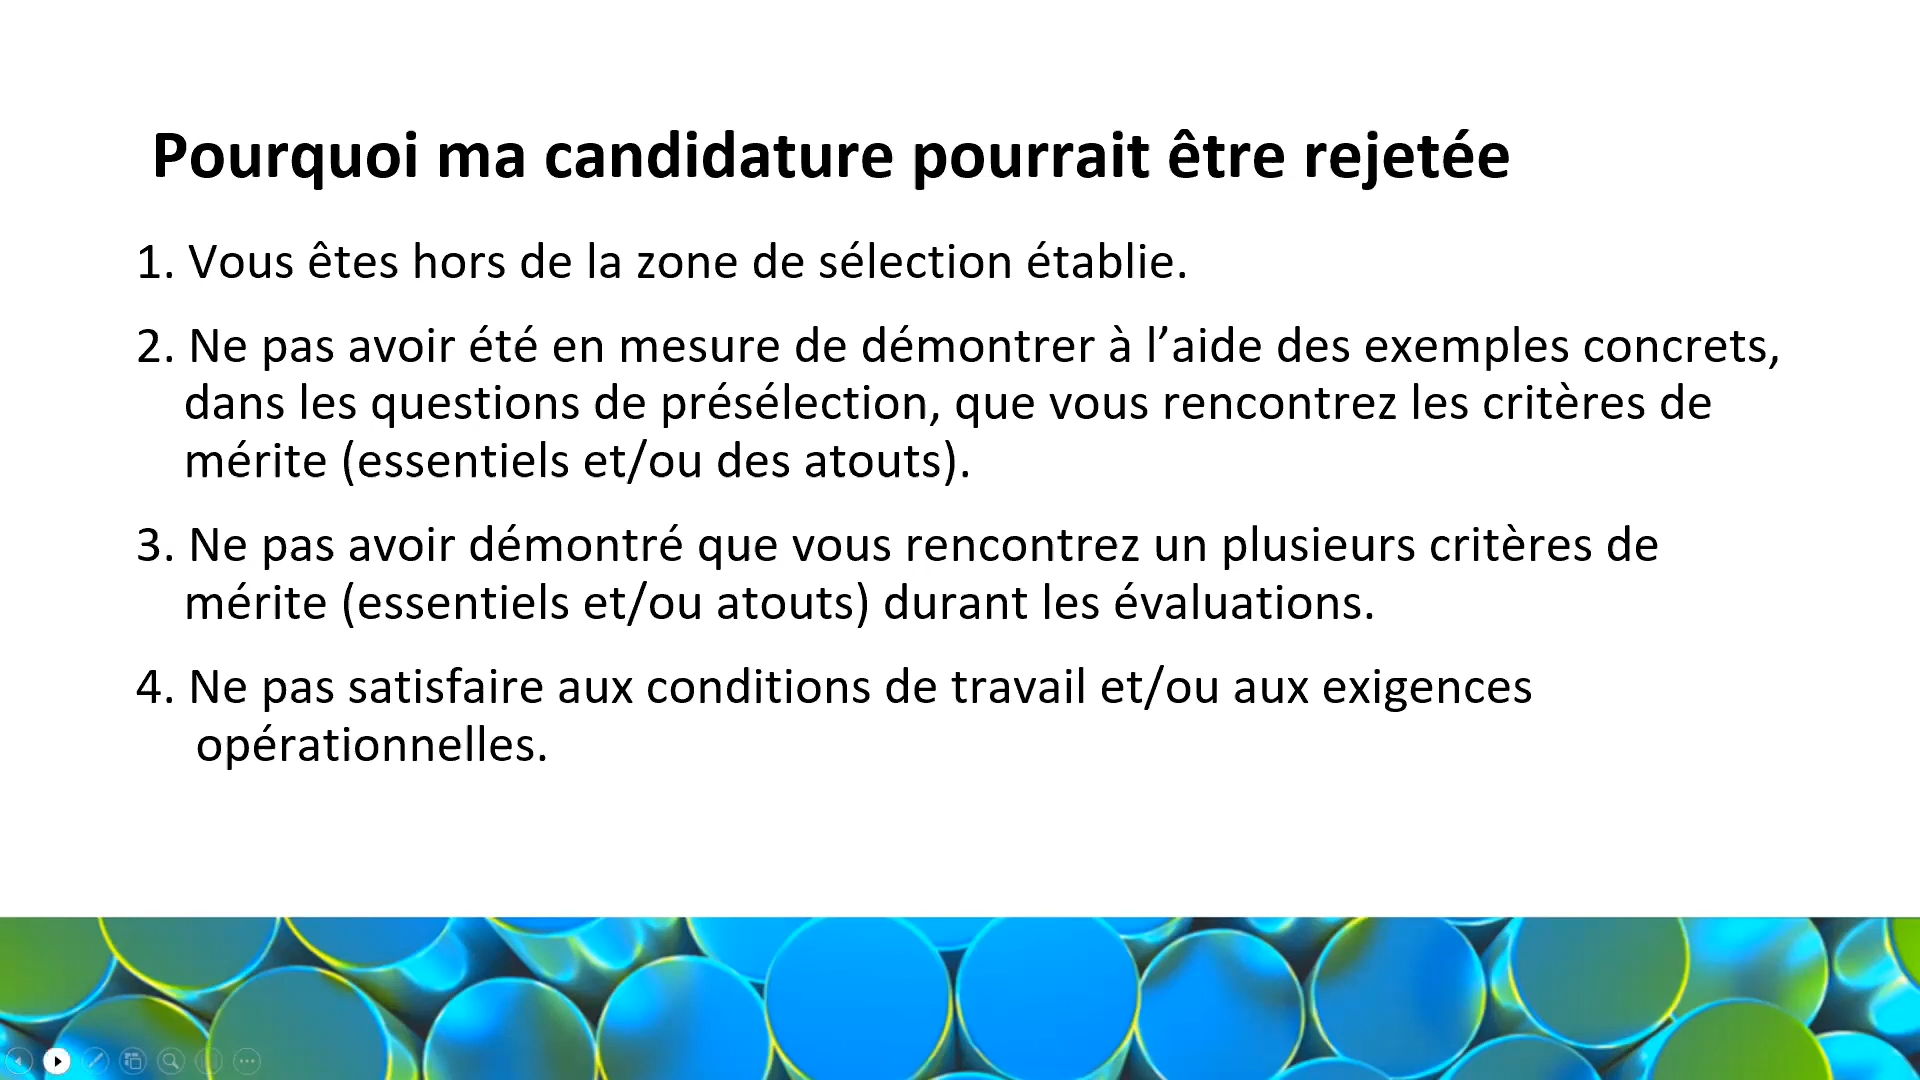 Pourquoi ma candidature pourrait être rejetée
1. Vous êtes hors de la zone de sélection établie.
2. Ne pas avoir été en mesure de démontrer à l’aide des exemples concrets,
dans les questions de présélection, que vous rencontrez les critères de
mérite (essentiels et/ou des atouts).
3. Ne pas avoir démontré que vous rencontrez un plusieurs critères de
mérite (essentiels et/ou atouts) durant les évaluations.
4. Ne pas satisfaire aux conditions de travail et/ou aux exigences
opérationnelles.